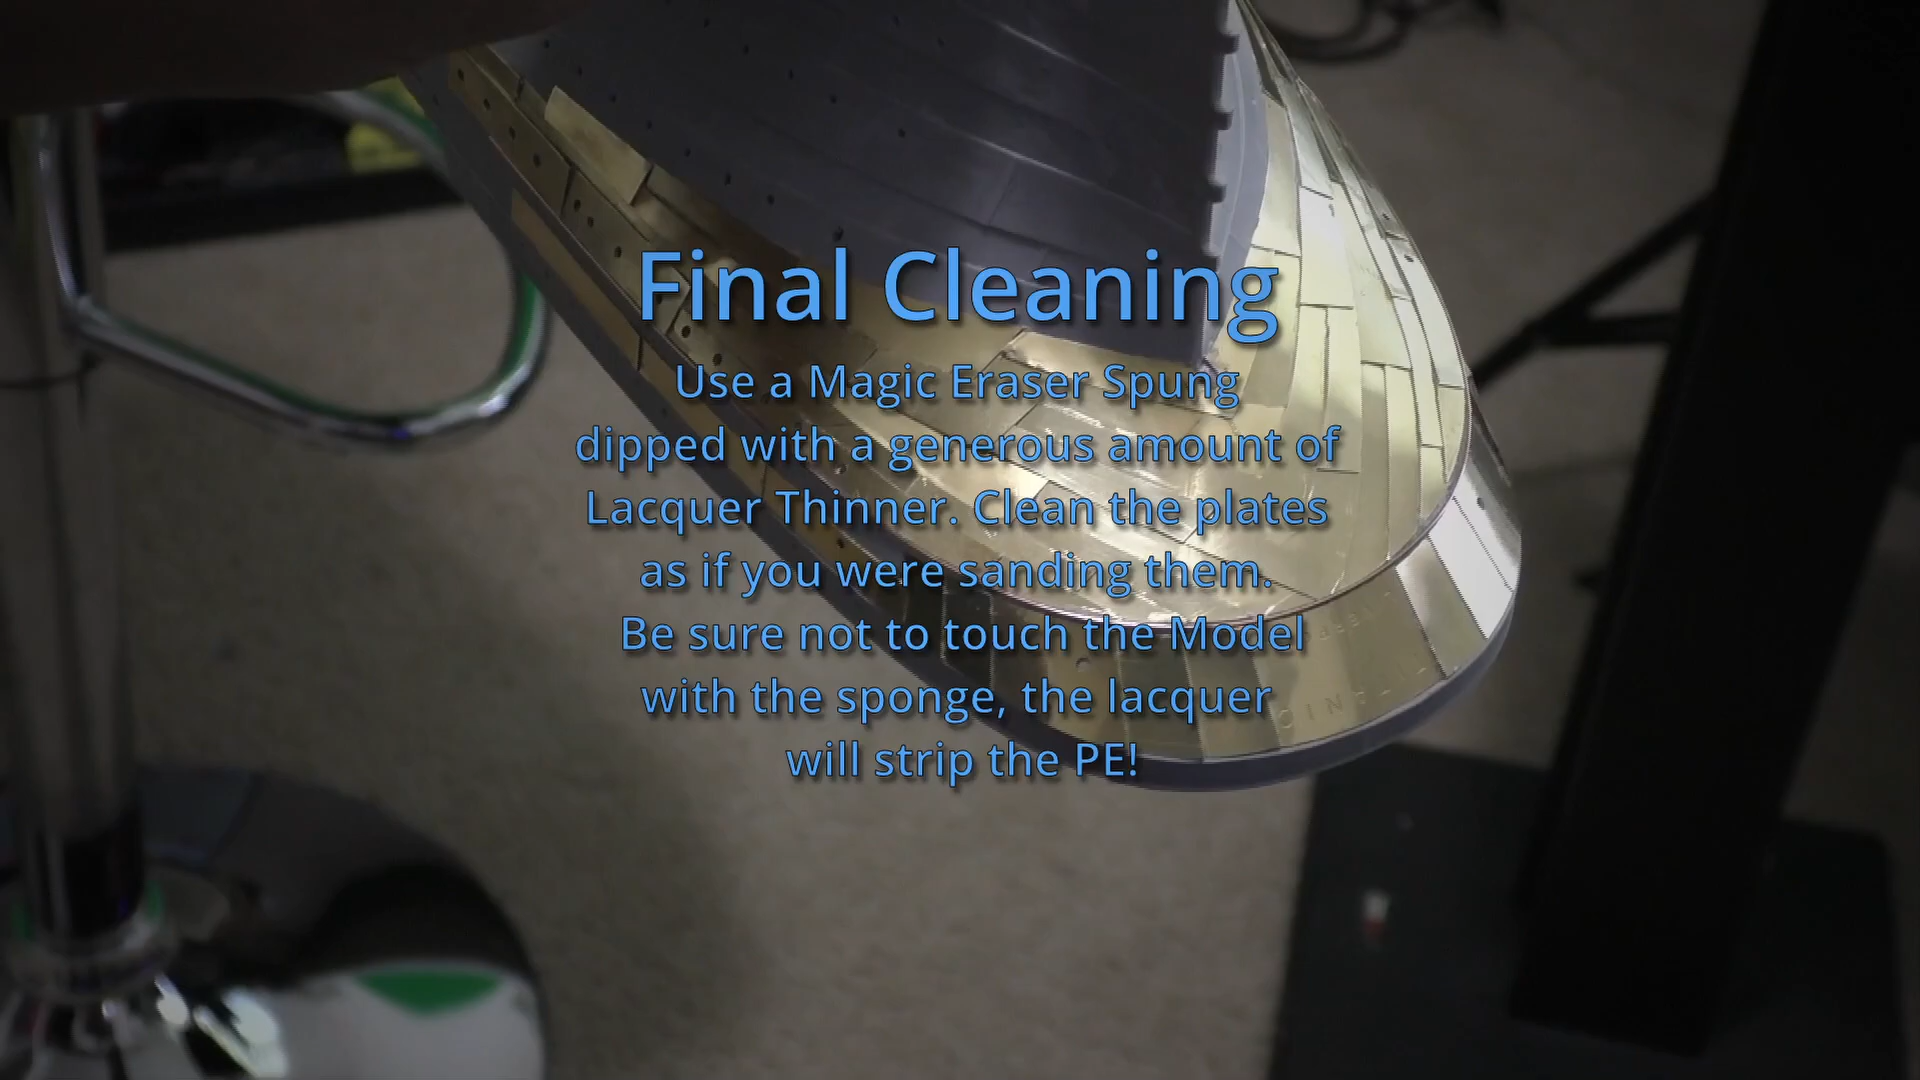 Final Cleaning
Use a Magic Eraser Spung
dipped with a generous amount of
Lacquer Thinner. Clean the plates
as if you were sanding them.
Be sure not to touch the Model
with the sponge, the lacquer
will strip the PE!